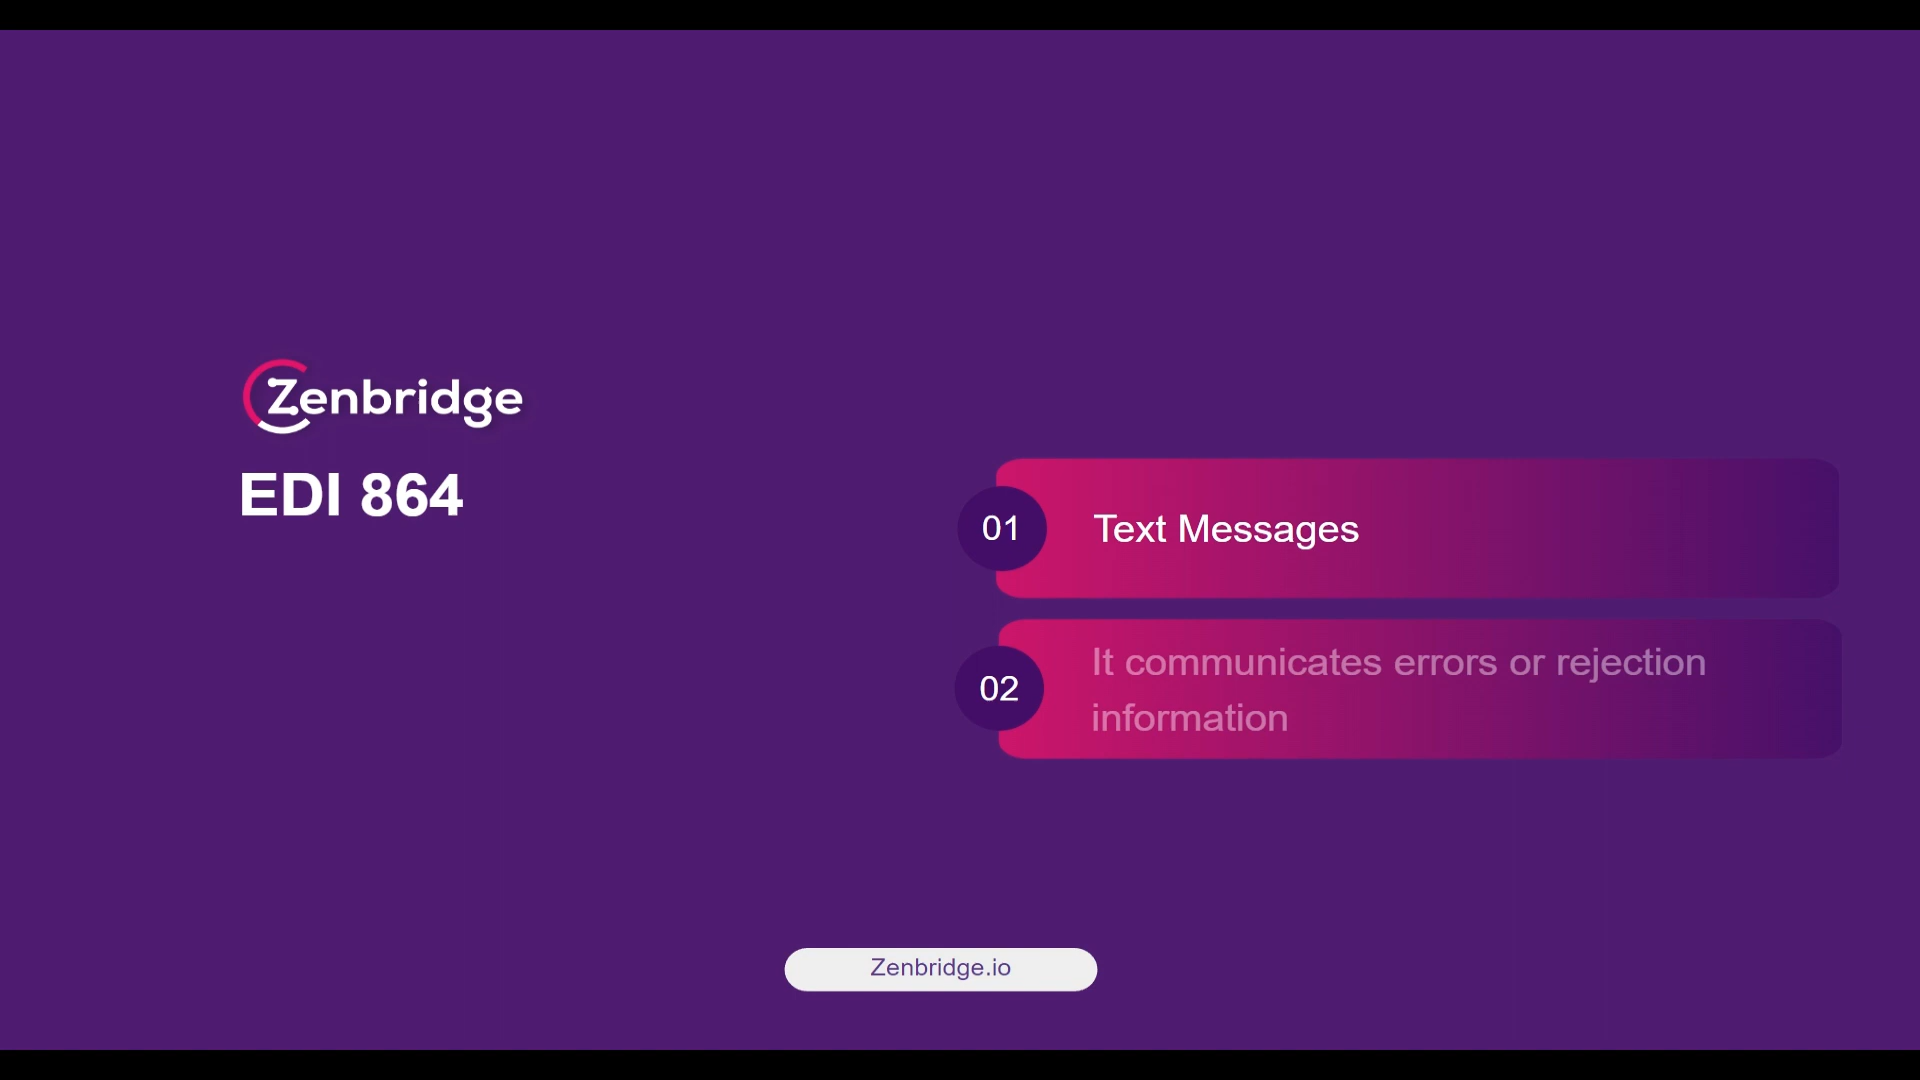 Zenbridge
EDI 864
01
Text Messages
02
It communicates errors or rejection
information
Zenbridge.io